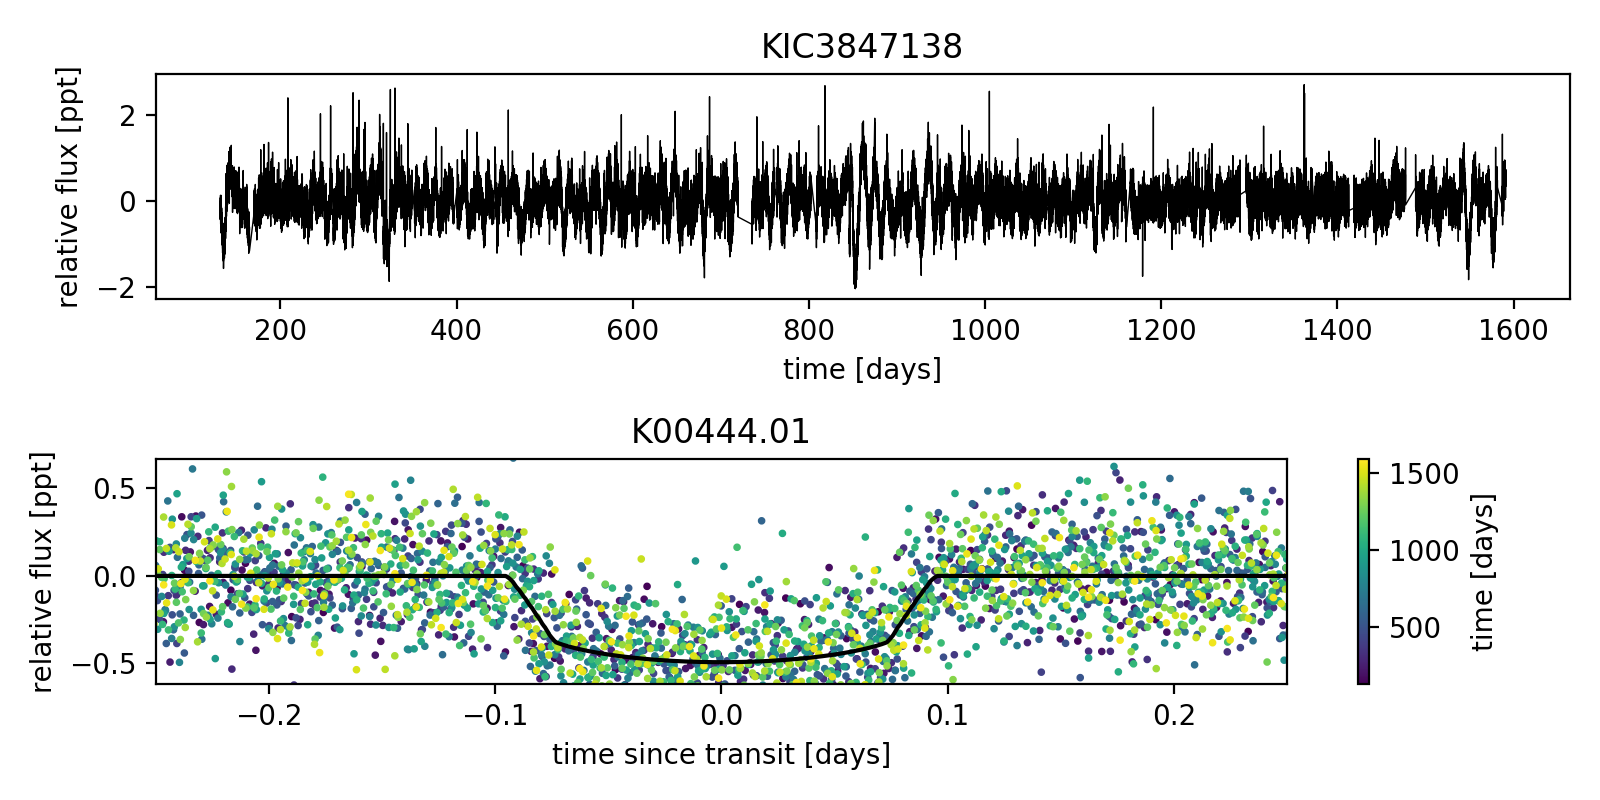 KIC3847138
relative flux [ppt]
2
0
−2
200 400 600 800 1000 1200 1400 1600
time [days]
K00444.01
relative flux [ppt]
0.5
0.0
−0.5
−0.2 −0.1 0.0 0.1 0.2
time since transit [days]
1500
1000
500
time [days]